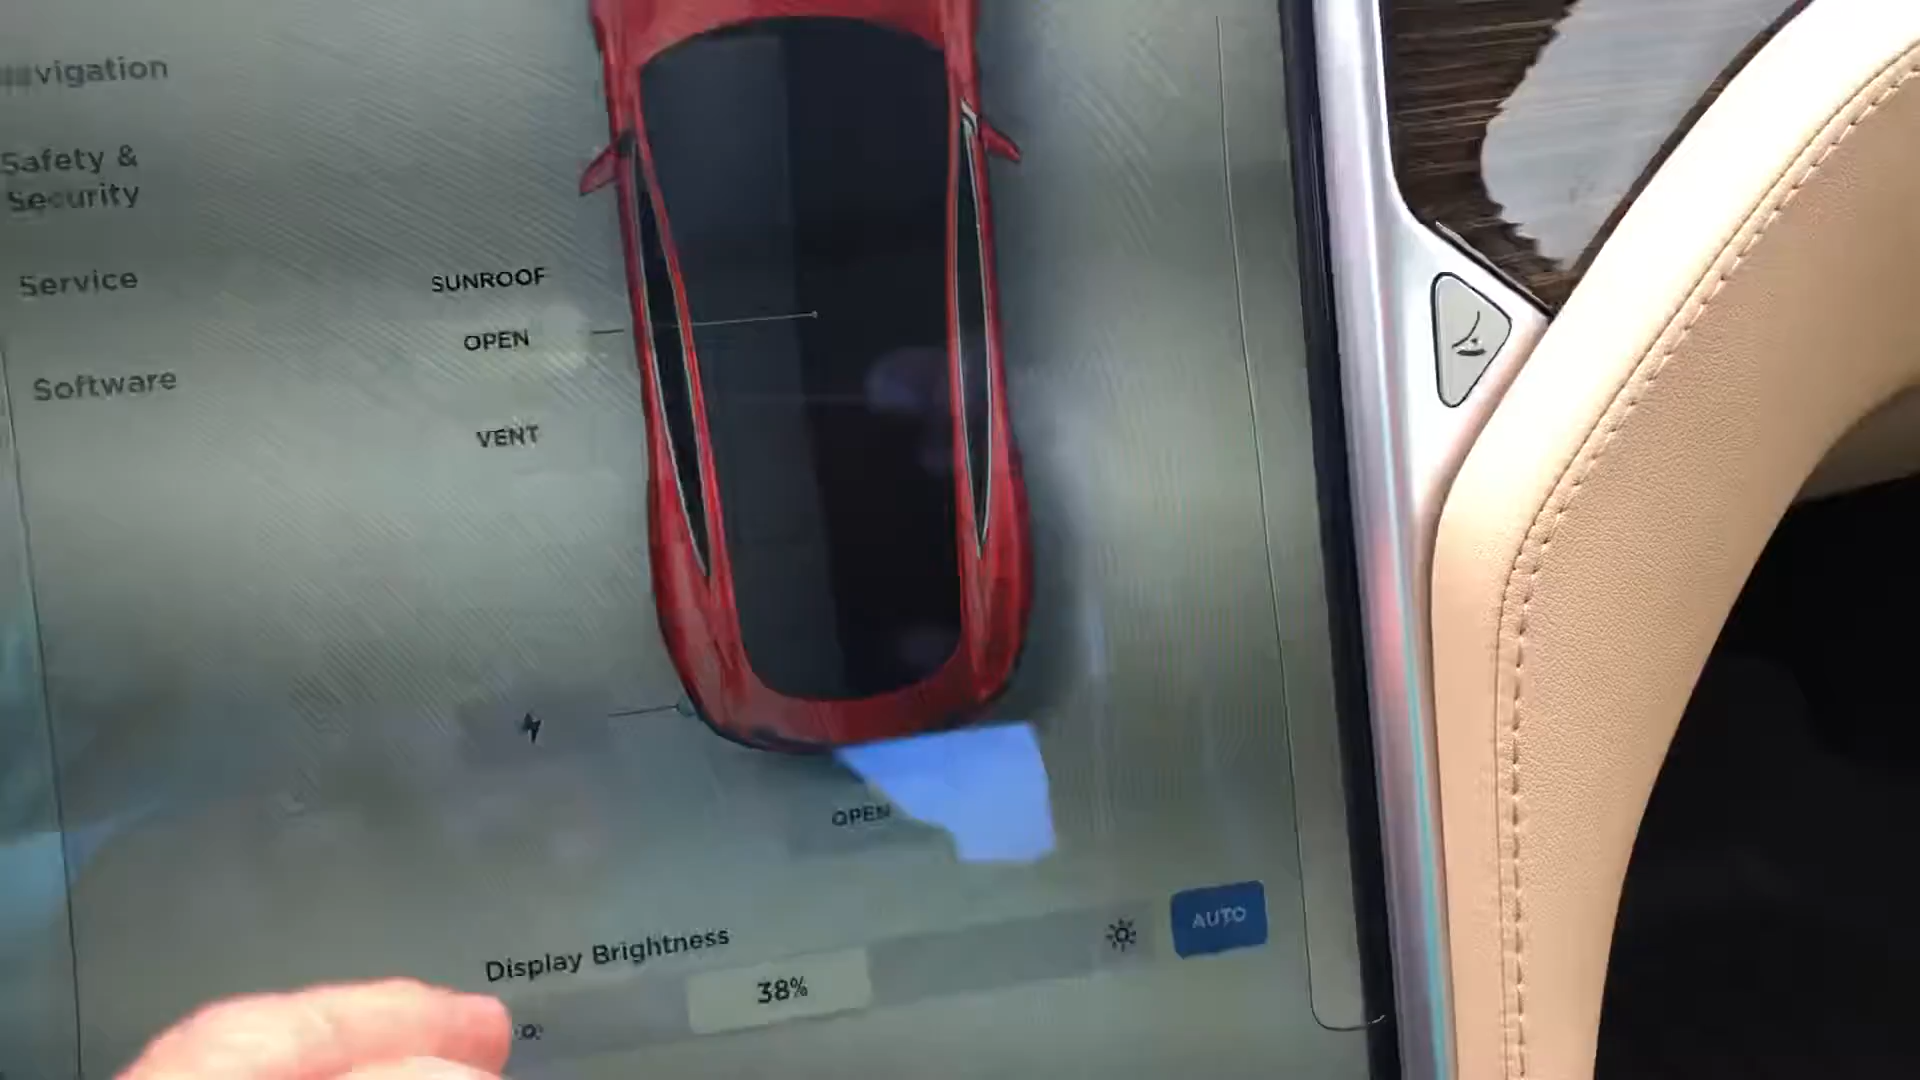 vigation
Safety &
Security
Service
Software
SUNROOF
OPEN
VENT
OPEN
Display Brightness
38%
AUTO